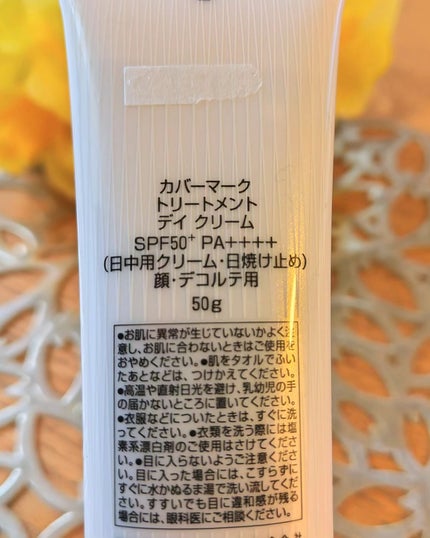 カバーマーク
トリートメント
デイ クリーム
SPF50+ PA++++
(日中用クリーム・日焼け止め)
顔・デコルテ用
50g
●お肌に異常が生じていないかよく注
意し、お肌に合わないときはご使用を
おやめください。●肌をタオルでふい
たあとなどは、つけかえてください。
●高温や直射日光を避け、乳幼児の手
の届かないところに置いてください。
●衣服などについたときは、すぐに洗
ってください。●衣類を洗う際には塩
素系漂白剤のご使用はさけてくださ
い。●目に入らないようご注意くださ
い。目に入った場合には、こすらずに
すぐに水かぬるま湯で洗い流してくだ
さい。すすいでも目に違和感が残る
場合には、眼科医にご相談ください。